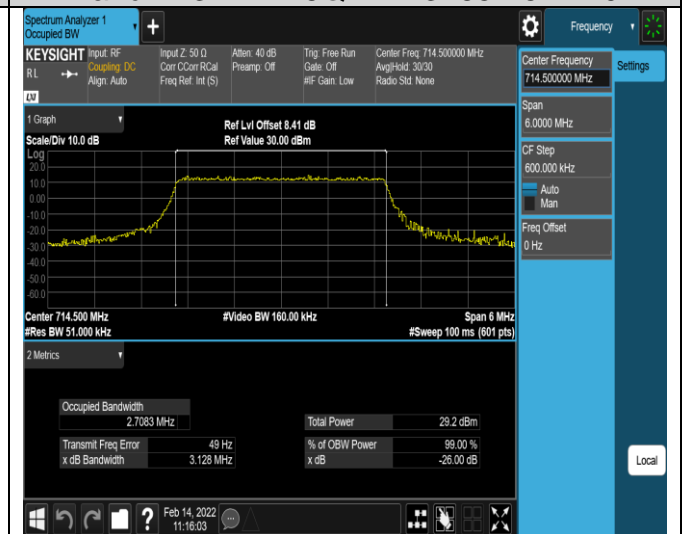 Spectrum Analyzer 1
Occupied BW
+
Frequency
KEYSIGHT
R L
LXI
Input: RF
Coupling: DC
Align: Auto
Input Z: 50 Ω
Corr CCorr RCal
Freq Ref: Int (S)
Atten: 40 dB
Preamp: Off
Trig: Free Run
Gate: Off
#IF Gain: Low
Center Freq: 714.500000 MHz
Avg|Hold: 30/30
Radio Std: None
Center Frequency
714.500000 MHz
Settings
Span
6.0000 MHz
CF Step
600.000 kHz
Auto
Man
Freq Offset
0 Hz
1 Graph
Scale/Div 10.0 dB
Ref Lvl Offset 8.41 dB
Ref Value 30.00 dBm
Log
20.0
10.0
0.00
-10.0
-20.0
-30.0
-40.0
-50.0
-60.0
Center 714.500 MHz
#Video BW 160.00 kHz
Span 6 MHz
#Res BW 51.000 kHz
#Sweep 100 ms (601 pts)
2 Metrics
Occupied Bandwidth
2.7083 MHz
Total Power 29.2 dBm
Transmit Freq Error 49 Hz
% of OBW Power 99.00 %
x dB Bandwidth 3.128 MHz
x dB -26.00 dB
Local
?
Feb 14, 2022
11:16:03